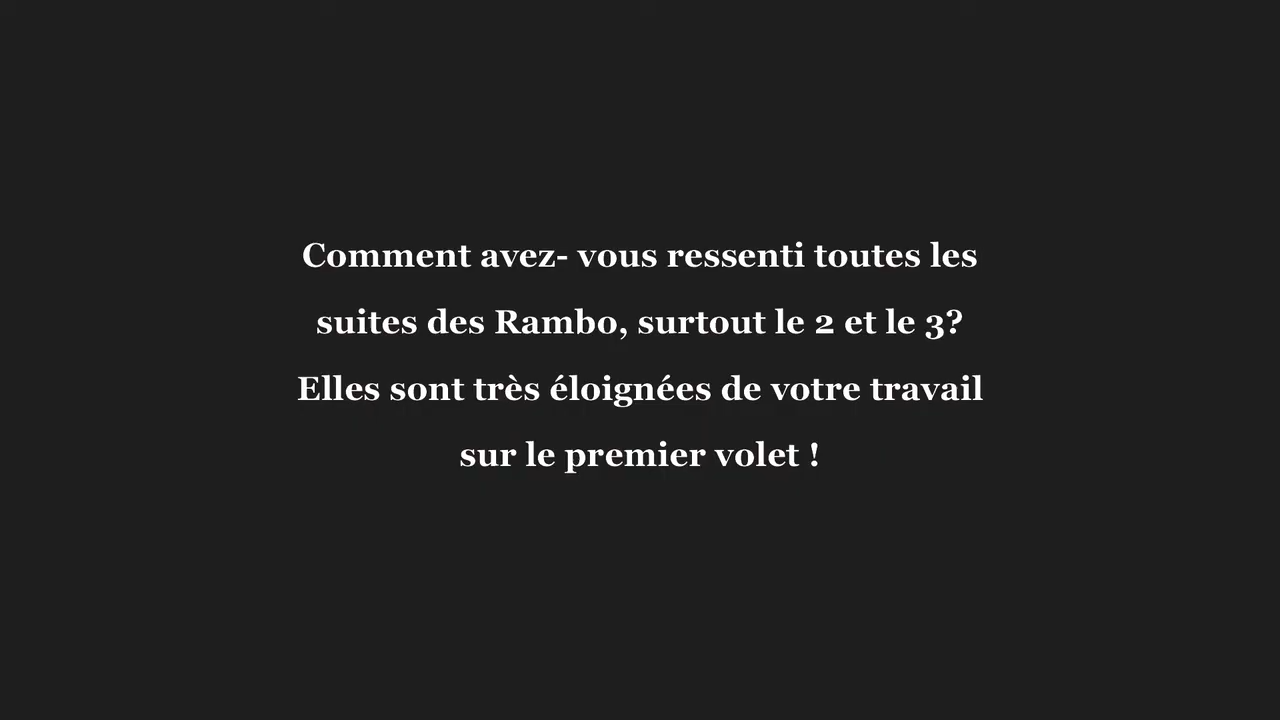 Comment avez- vous ressenti toutes les
suites des Rambo, surtout le 2 et le 3?
Elles sont très éloignées de votre travail
sur le premier volet !